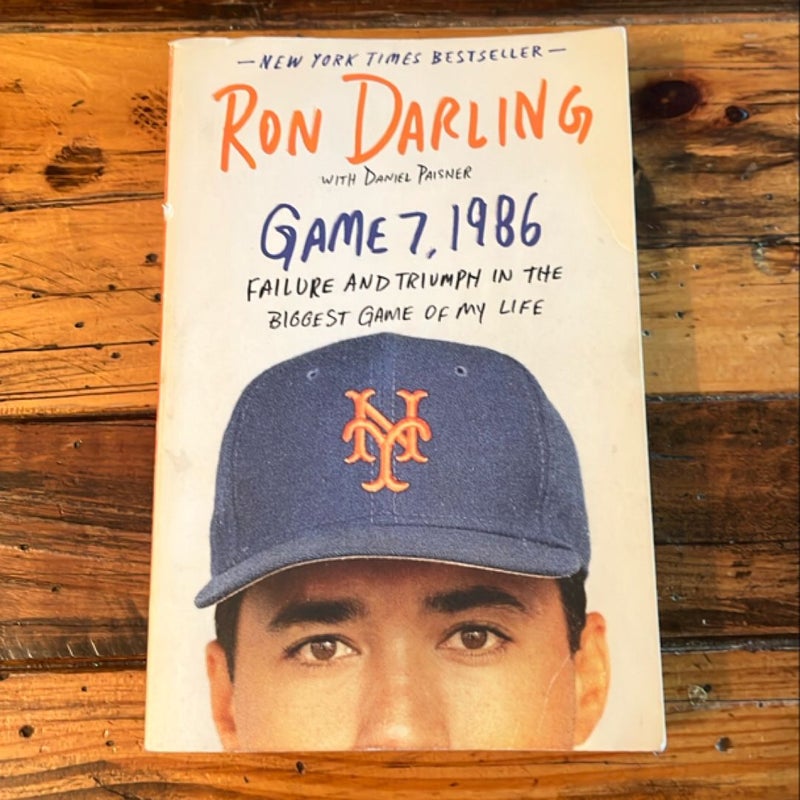 —NEW YORK TIMES BESTSELLER—
RON DARLING
WITH DANIEL PAISNER
GAME 7, 1986
FAILURE AND TRIUMPH IN THE
BIGGEST GAME OF MY LIFE
NY